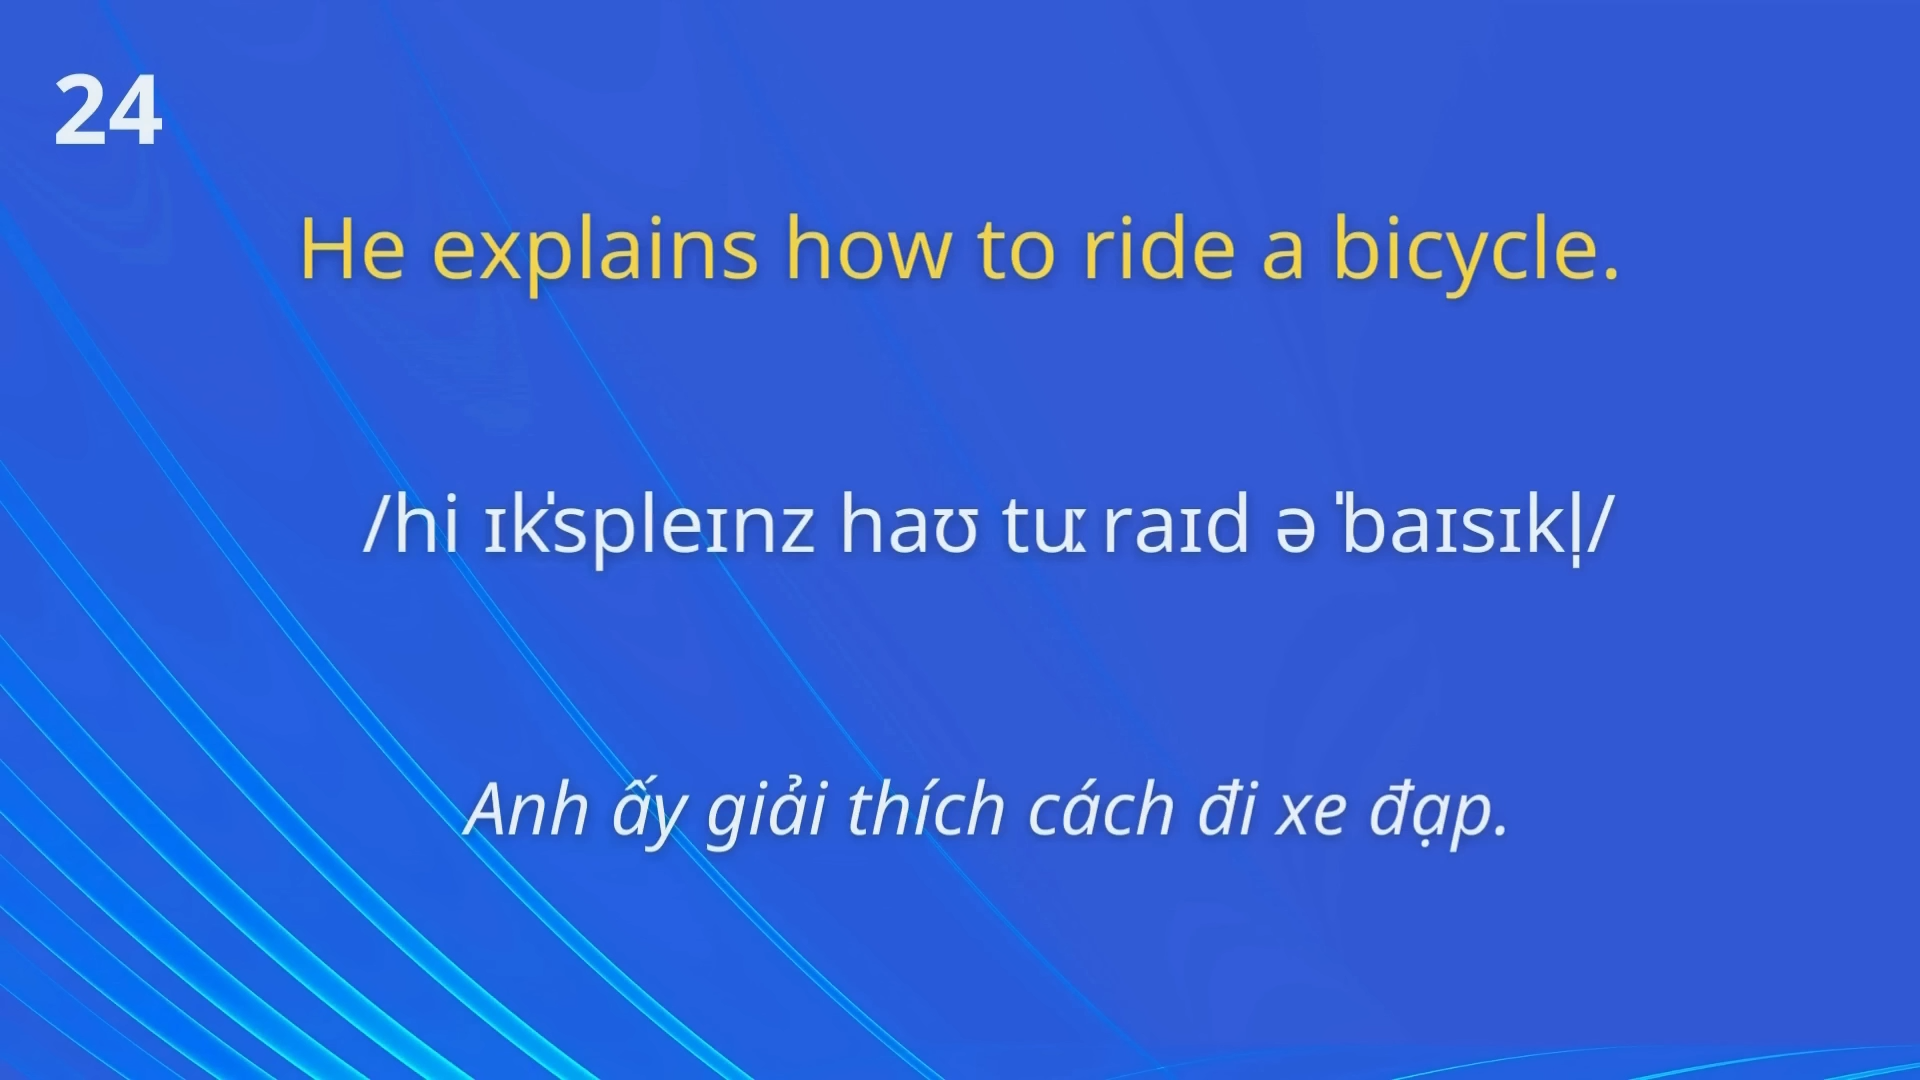 24
He explains how to ride a bicycle.
/hi ɪkˈspleɪnz haʊ tuː raɪd ə ˈbaɪsɪkl̩/
Anh ấy giải thích cách đi xe đạp.